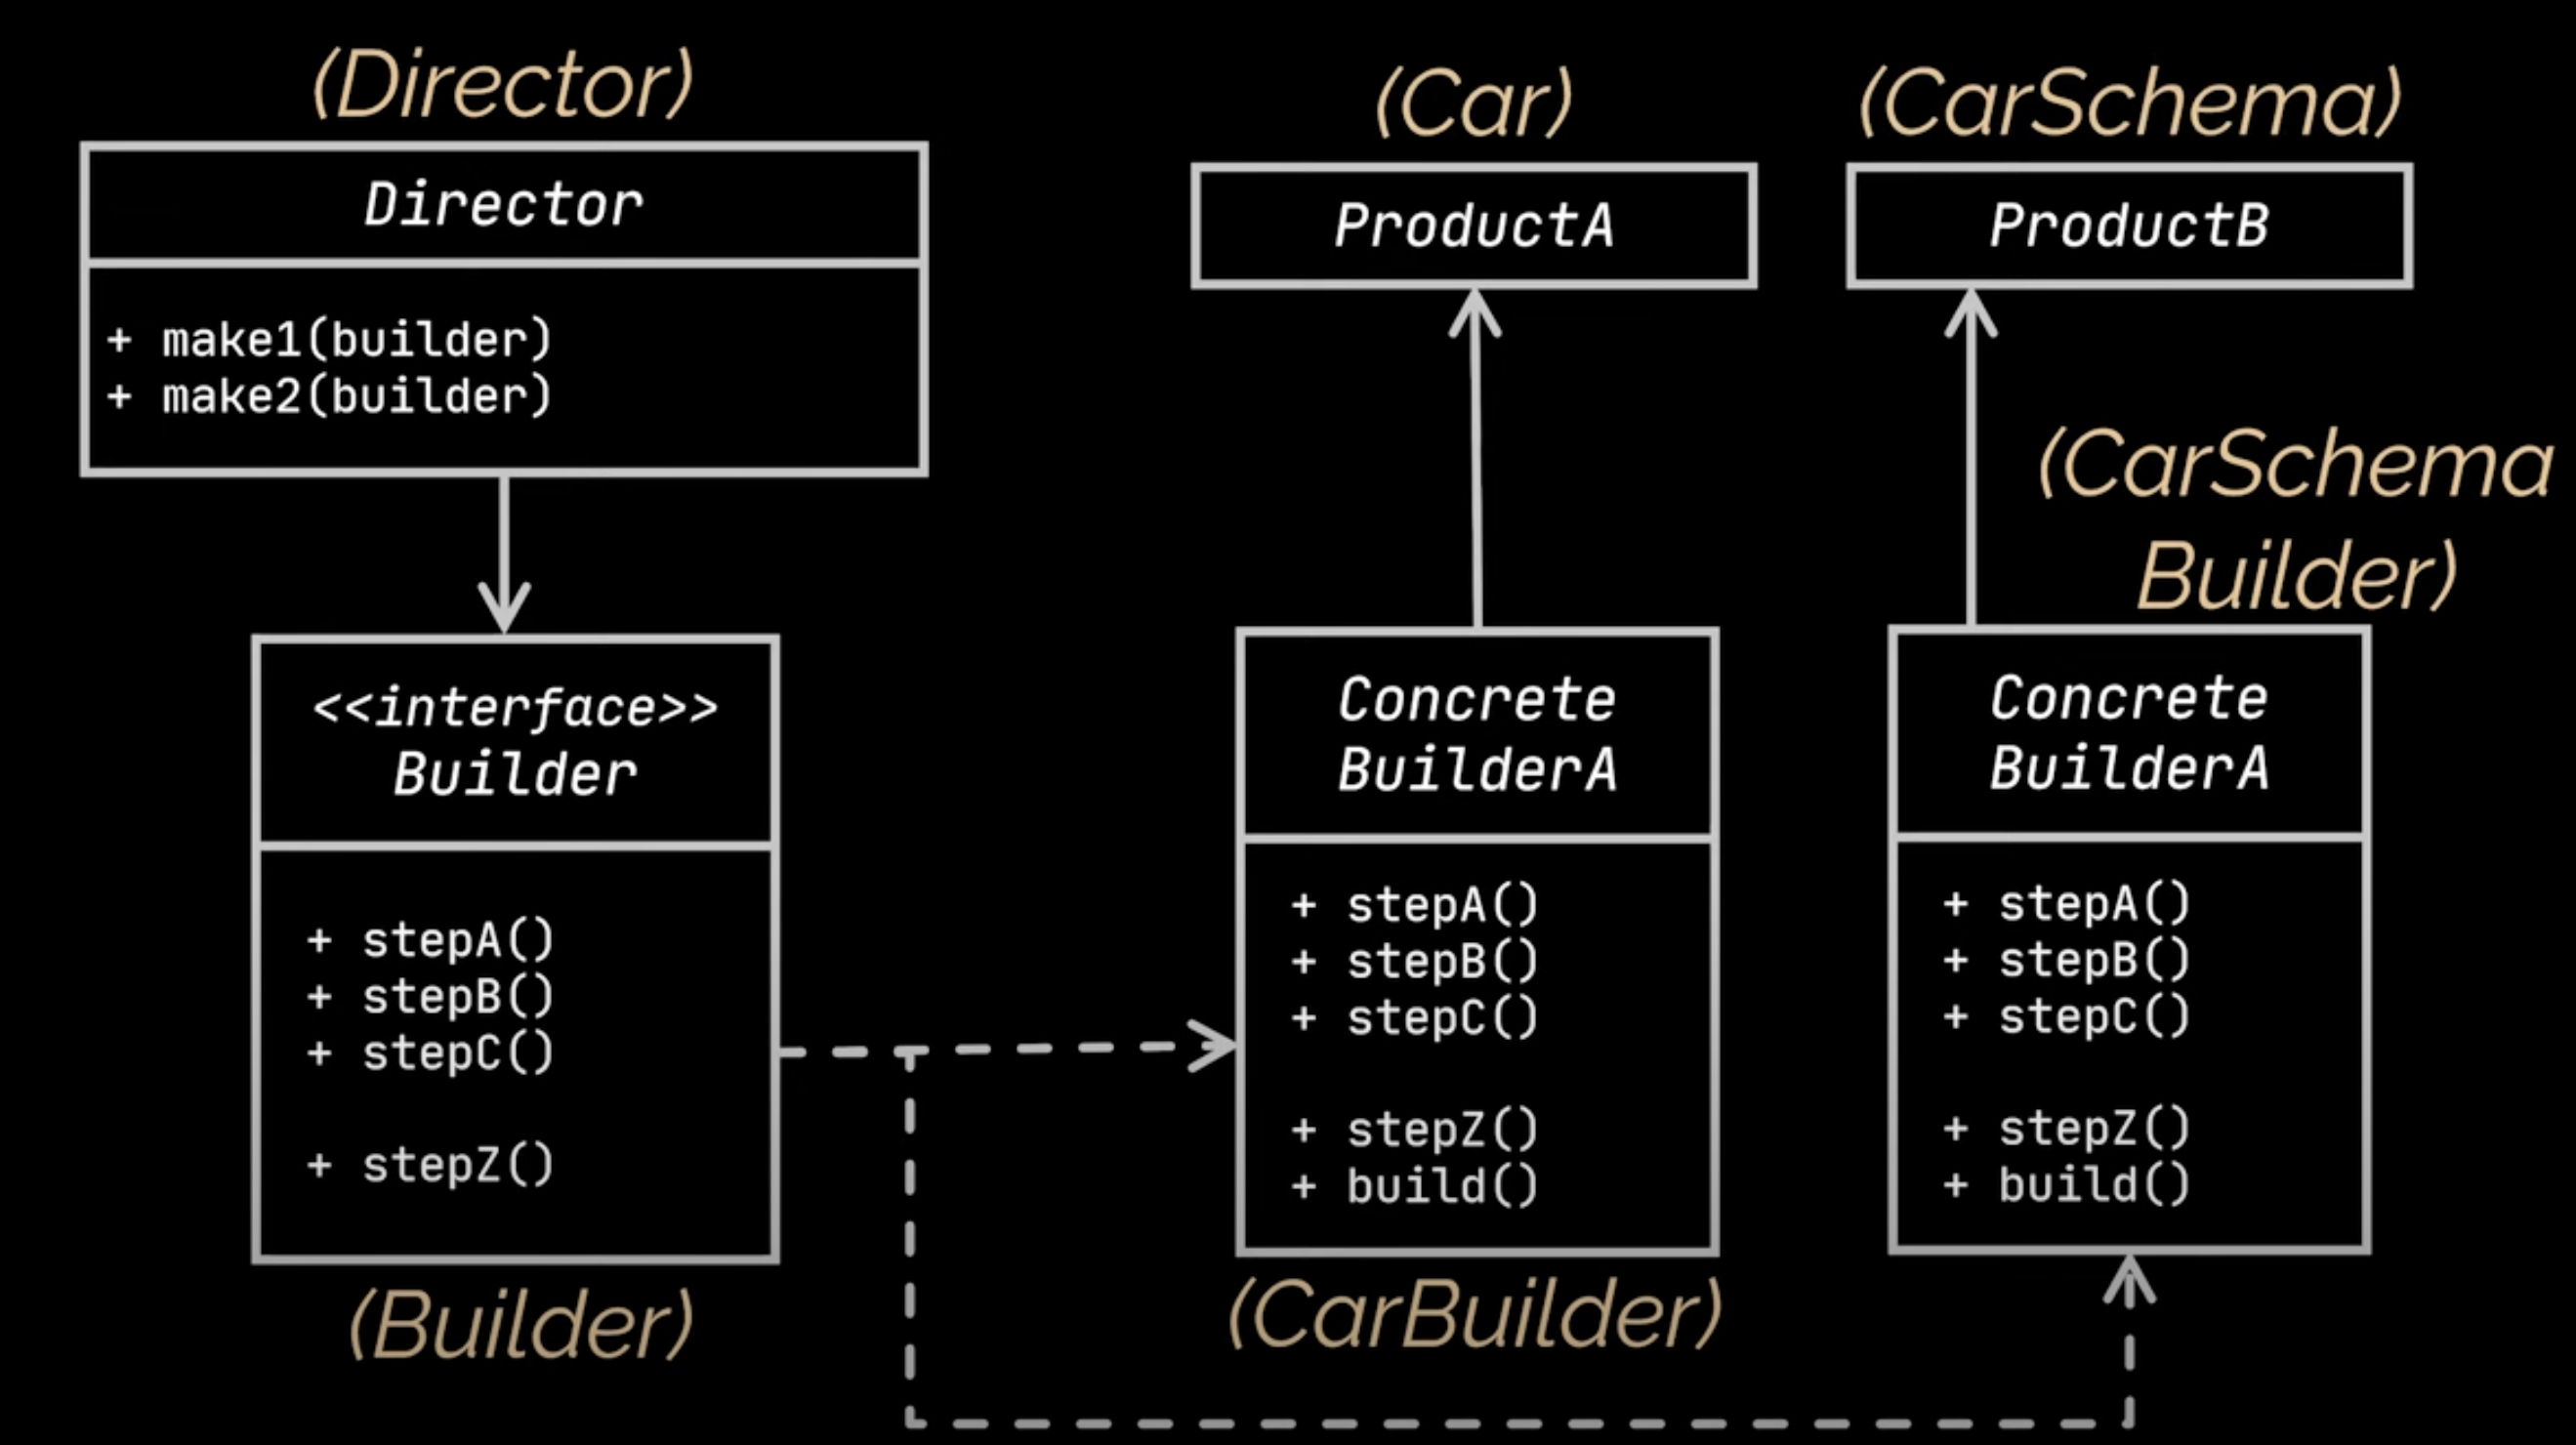 (Director)
Director
+ make1(builder)
+ make2(builder)
<<interface>>
Builder
+ stepA()
+ stepB()
+ stepC()
+ stepZ()
(Builder)
(Car)
ProductA
Concrete
BuilderA
+ stepA()
+ stepB()
+ stepC()
+ stepZ()
+ build()
(CarBuilder)
(CarSchema)
ProductB
(CarSchema
Builder)
Concrete
BuilderA
+ stepA()
+ stepB()
+ stepC()
+ stepZ()
+ build()